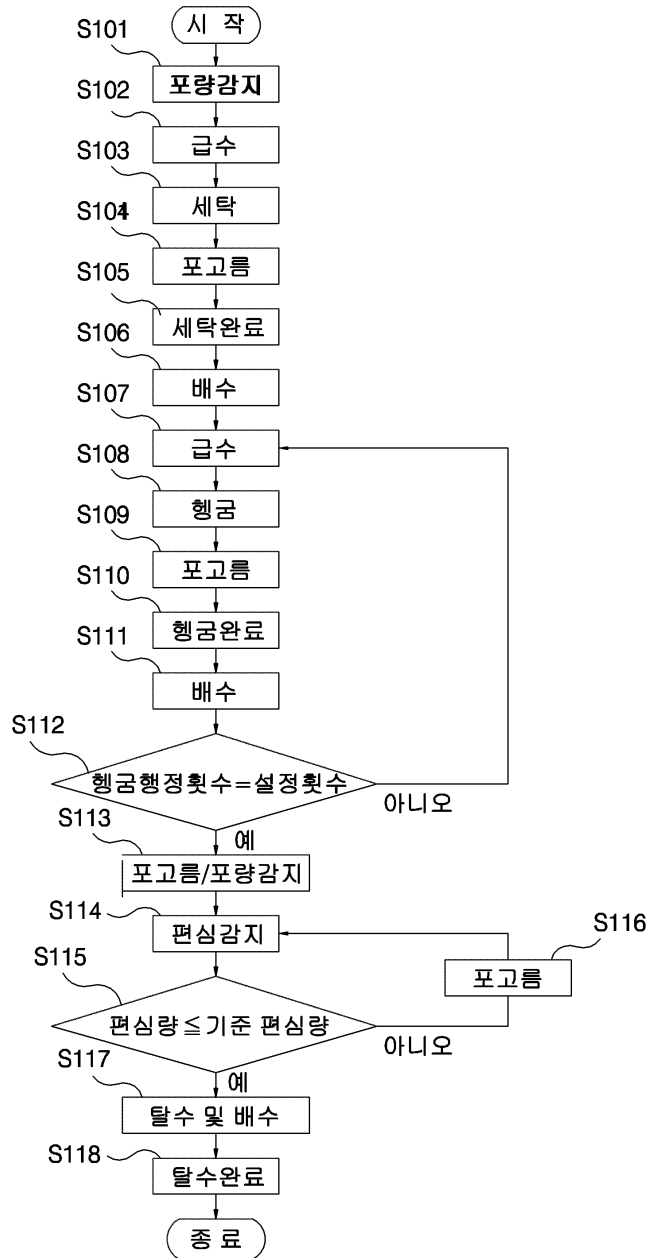 시 작
S101
포량감지
S102
급수
S103
세탁
S104
포고름
S105
세탁완료
S106
배수
S107
급수
S108
헹굼
S109
포고름
S110
헹굼완료
S111
배수
S112
헹굼행정횟수=설정횟수
아니오
예
S113
포고름/포량감지
S114
편심감지
S116
포고름
S115
편심량≦기준 편심량
아니오
예
S117
탈수 및 배수
S118
탈수완료
종 료